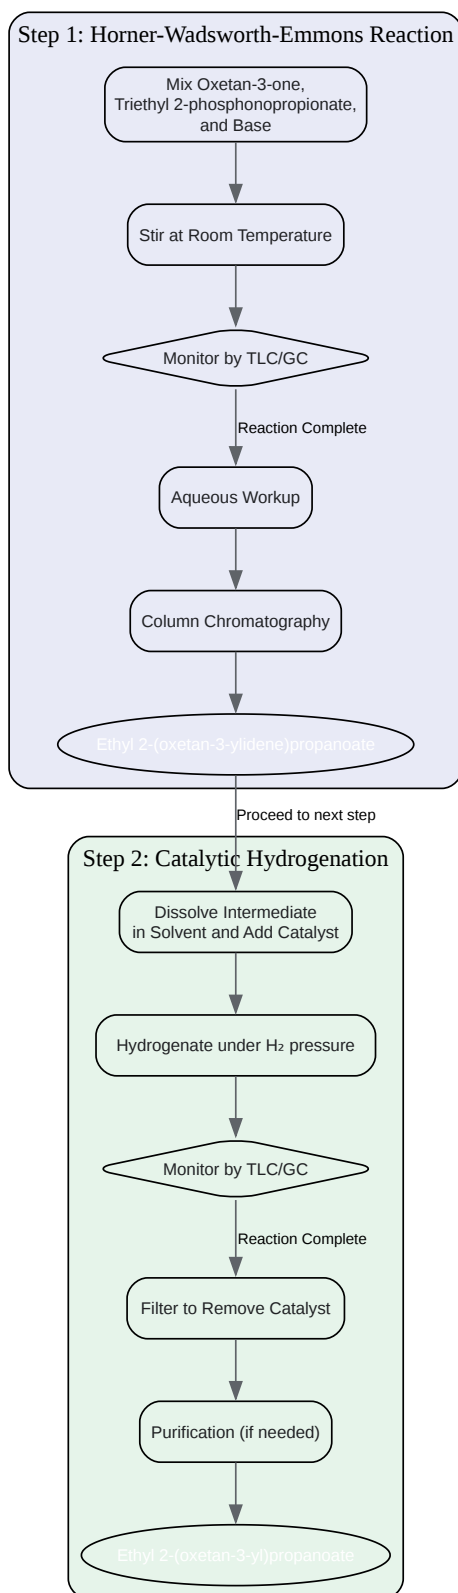 Step 1: Horner-Wadsworth-Emmons Reaction
Mix Oxetan-3-one,
Triethyl 2-phosphonopropionate,
and Base
Stir at Room Temperature
Monitor by TLC/GC
Reaction Complete
Aqueous Workup
Column Chromatography
Ethyl 2-(oxetan-3-ylidene)propanoate
Proceed to next step
Step 2: Catalytic Hydrogenation
Dissolve Intermediate
in Solvent and Add Catalyst
Hydrogenate under H₂ pressure
Monitor by TLC/GC
Reaction Complete
Filter to Remove Catalyst
Purification (if needed)
Ethyl 2-(oxetan-3-yl)propanoate